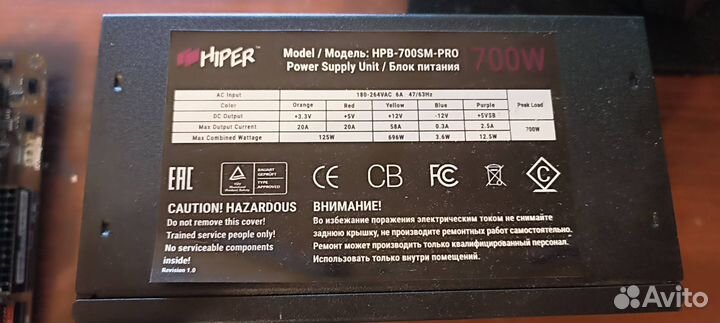 HIPER
Model / Модель: HPB-700SM-PRO
Power Supply Unit / Блок питания
700W
AC Input 180-264VAC 6A 47/63Hz Peak Load
Color Orange Red Yellow Blue Purple
DC Output +3.3V +5V +12V -12V +5VSB
Max Output Current 20A 20A 58A 0.3A 2.5A 700W
Max Combined Wattage 125W 696W 3.6W 12.5W
EAC
BAUART
GEPRÜFT
TYPE
APPROVED
CE
CB
FC
C
CAUTION! HAZARDOUS
Do not remove this cover!
Trained service people only!
No serviceable components
inside!
Revision 1.0
ВНИМАНИЕ!
Во избежание поражения электрическим током не снимайте
заднюю крышку, не производите ремонтных работ самостоятельно.
Ремонт может производить только квалифицированный персонал.
Использовать только внутри помещений.
Avito